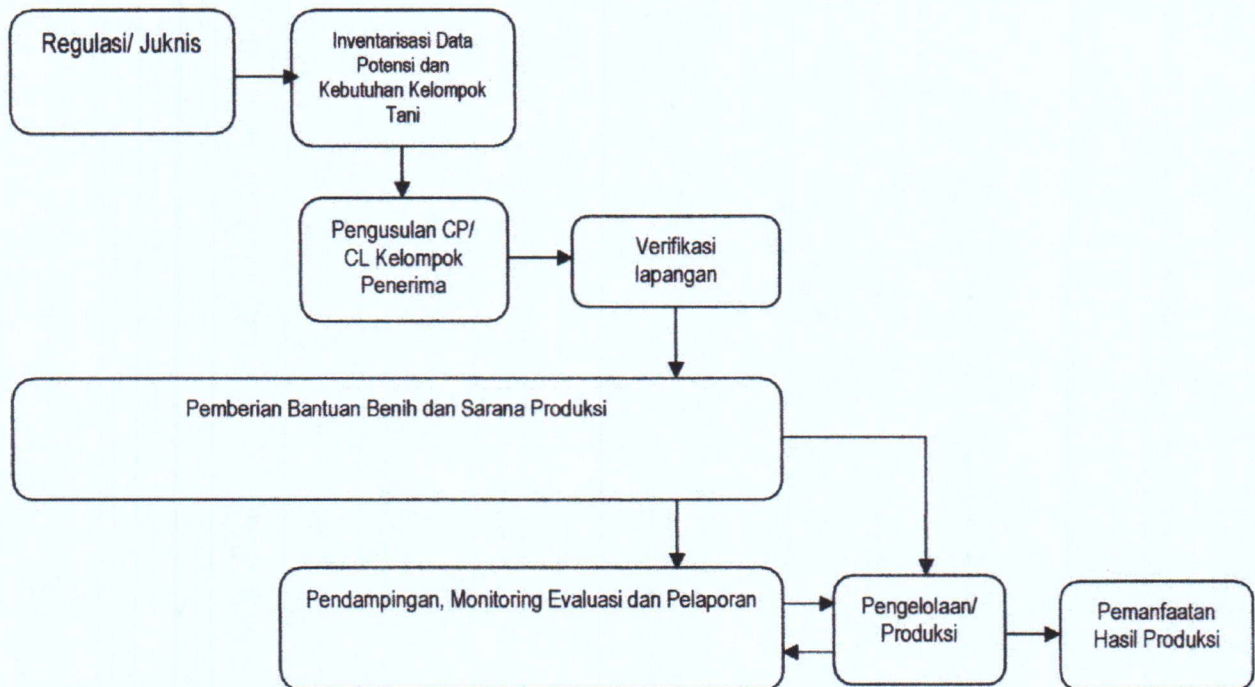 Regulasi/ Juknis
Inventarisasi Data
Potensi dan
Kebutuhan Kelompok
Tani
Pengusulan CP/
CL Kelompok
Penerima
Verifikasi
lapangan
Pemberian Bantuan Benih dan Sarana Produksi
Pendampingan, Monitoring Evaluasi dan Pelaporan
Pengelolaan/
Produksi
Pemanfaatan
Hasil Produksi